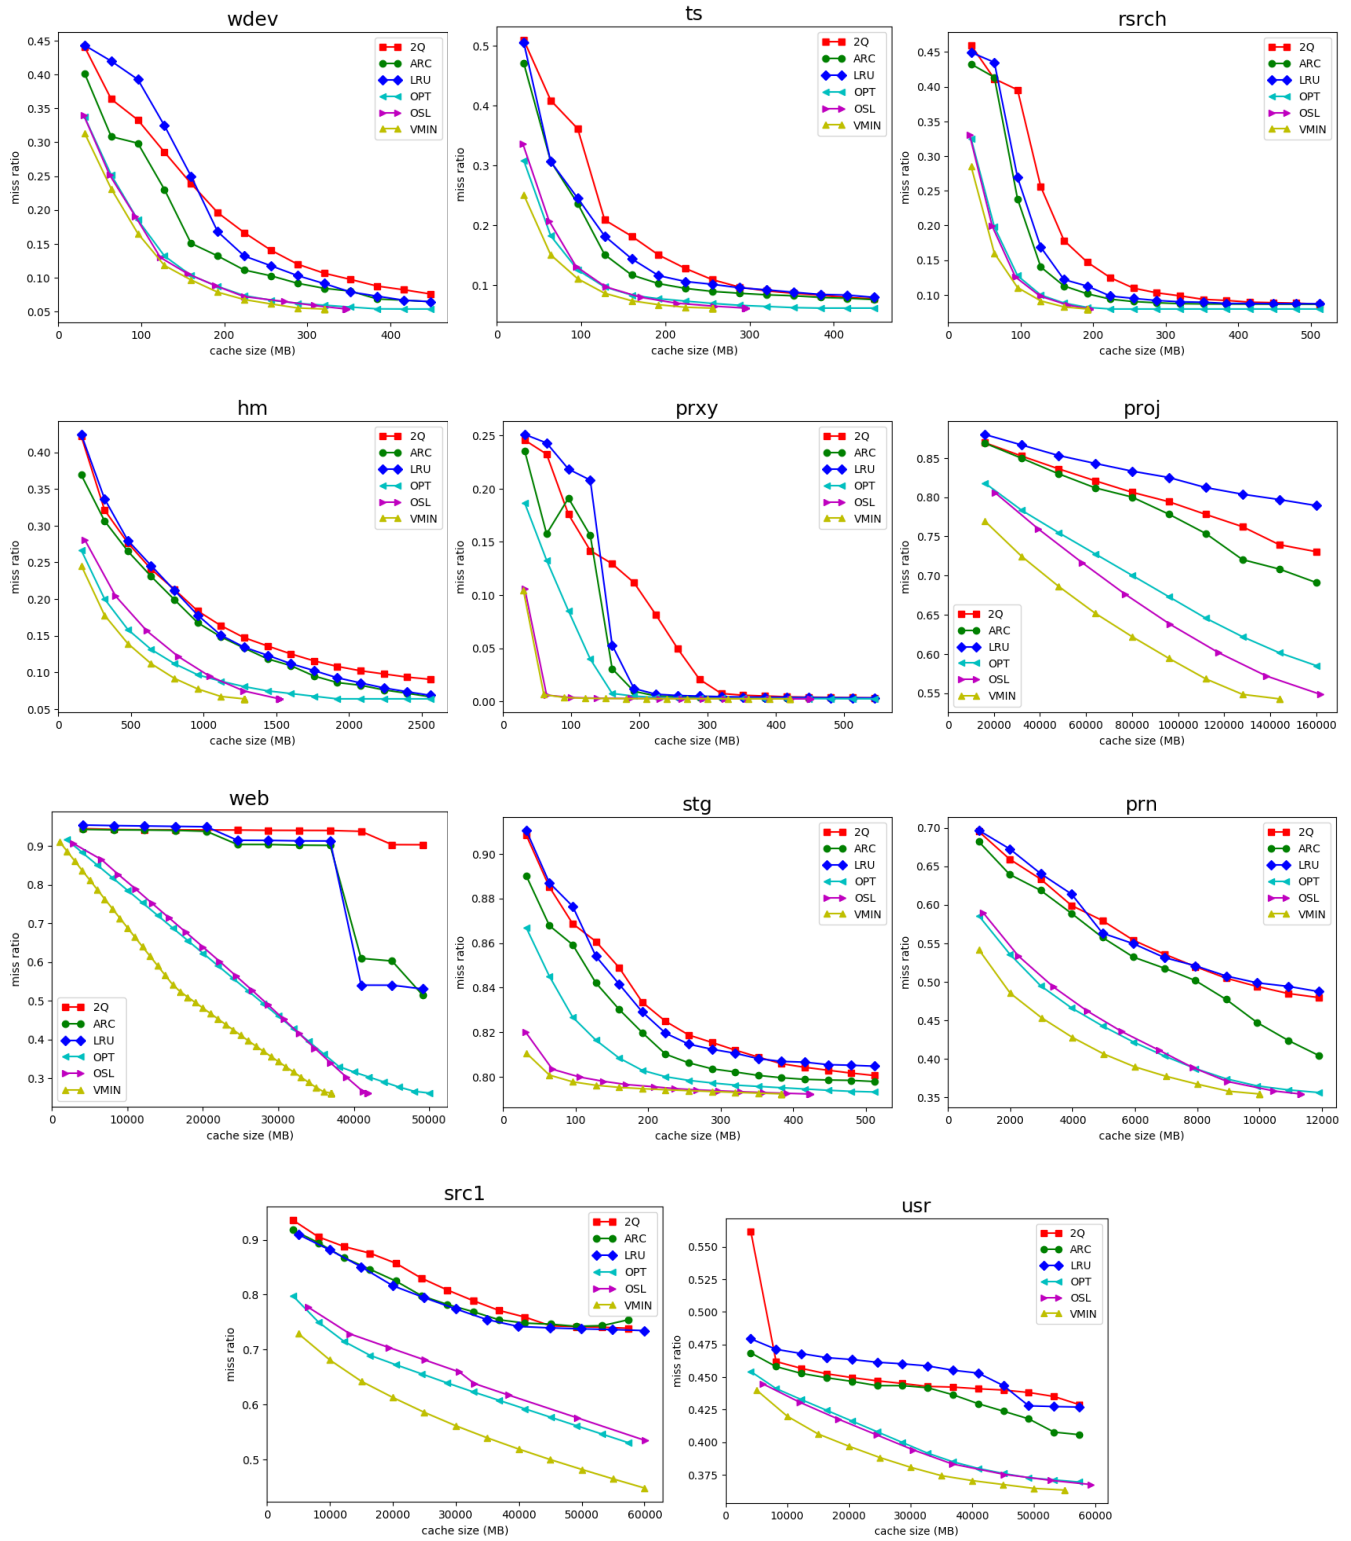 wdev
0.45
0.40
0.35
0.30
0.25
0.20
0.15
0.10
0.05
miss ratio
0 100 200 300 400
cache size (MB)
2Q
ARC
LRU
OPT
OSL
VMIN
ts
0.5
0.4
0.3
0.2
0.1
miss ratio
0 100 200 300 400
cache size (MB)
2Q
ARC
LRU
OPT
OSL
VMIN
rsrch
0.45
0.40
0.35
0.30
0.25
0.20
0.15
0.10
miss ratio
0 100 200 300 400 500
cache size (MB)
2Q
ARC
LRU
OPT
OSL
VMIN
hm
0.40
0.35
0.30
0.25
0.20
0.15
0.10
0.05
miss ratio
0 500 1000 1500 2000 2500
cache size (MB)
2Q
ARC
LRU
OPT
OSL
VMIN
prxy
0.25
0.20
0.15
0.10
0.05
0.00
miss ratio
0 100 200 300 400 500
cache size (MB)
2Q
ARC
LRU
OPT
OSL
VMIN
proj
0.85
0.80
0.75
0.70
0.65
0.60
0.55
miss ratio
0 20000 40000 60000 80000 100000 120000 140000 160000
cache size (MB)
2Q
ARC
LRU
OPT
OSL
VMIN
web
0.9
0.8
0.7
0.6
0.5
0.4
0.3
miss ratio
0 10000 20000 30000 40000 50000
cache size (MB)
2Q
ARC
LRU
OPT
OSL
VMIN
stg
0.90
0.88
0.86
0.84
0.82
0.80
miss ratio
0 100 200 300 400 500
cache size (MB)
2Q
ARC
LRU
OPT
OSL
VMIN
prn
0.70
0.65
0.60
0.55
0.50
0.45
0.40
0.35
miss ratio
0 2000 4000 6000 8000 10000 12000
cache size (MB)
2Q
ARC
LRU
OPT
OSL
VMIN
src1
0.9
0.8
0.7
0.6
0.5
miss ratio
0 10000 20000 30000 40000 50000 60000
cache size (MB)
2Q
ARC
LRU
OPT
OSL
VMIN
usr
0.550
0.525
0.500
0.475
0.450
0.425
0.400
0.375
miss ratio
0 10000 20000 30000 40000 50000 60000
cache size (MB)
2Q
ARC
LRU
OPT
OSL
VMIN